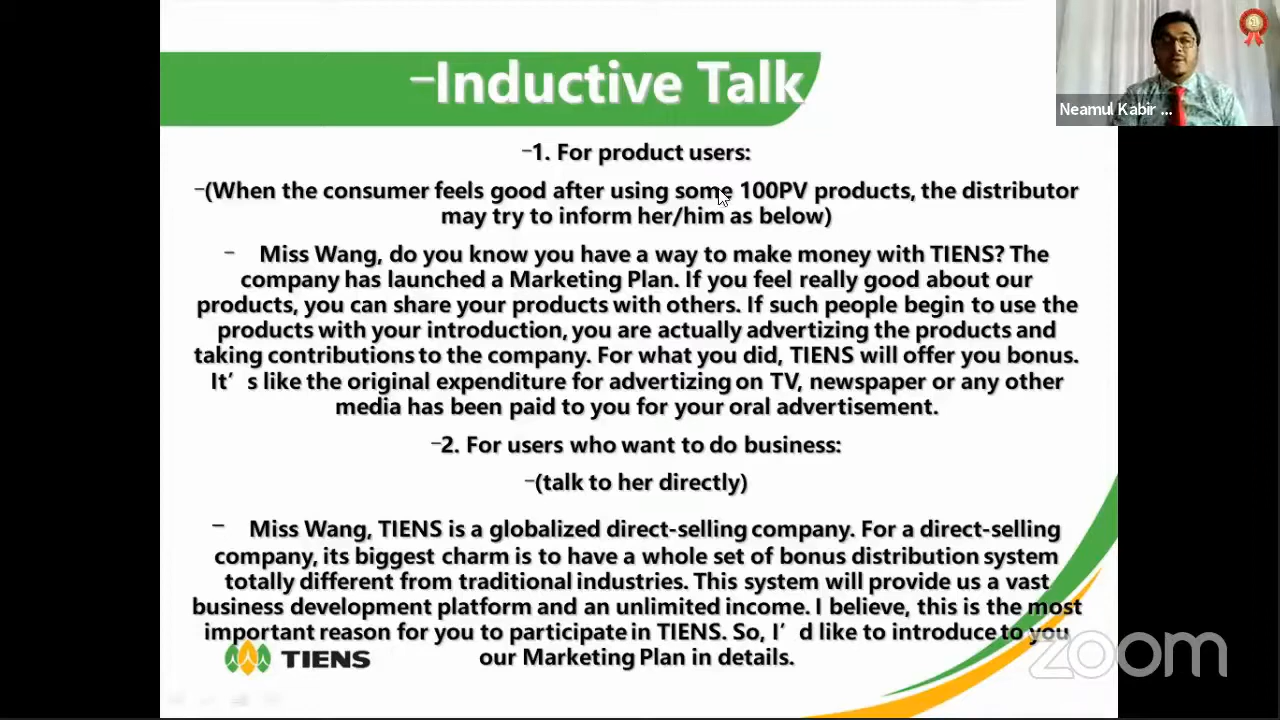 –Inductive Talk
Neamul Kabir ...
–1. For product users:
–(When the consumer feels good after using some 100PV products, the distributor
may try to inform her/him as below)
– Miss Wang, do you know you have a way to make money with TIENS? The
company has launched a Marketing Plan. If you feel really good about our
products, you can share your products with others. If such people begin to use the
products with your introduction, you are actually advertizing the products and
taking contributions to the company. For what you did, TIENS will offer you bonus.
It’ s like the original expenditure for advertizing on TV, newspaper or any other
media has been paid to you for your oral advertisement.
–2. For users who want to do business:
–(talk to her directly)
– Miss Wang, TIENS is a globalized direct-selling company. For a direct-selling
company, its biggest charm is to have a whole set of bonus distribution system
totally different from traditional industries. This system will provide us a vast
business development platform and an unlimited income. I believe, this is the most
important reason for you to participate in TIENS. So, I’ d like to introduce to you
our Marketing Plan in details.
TIENS
zoom